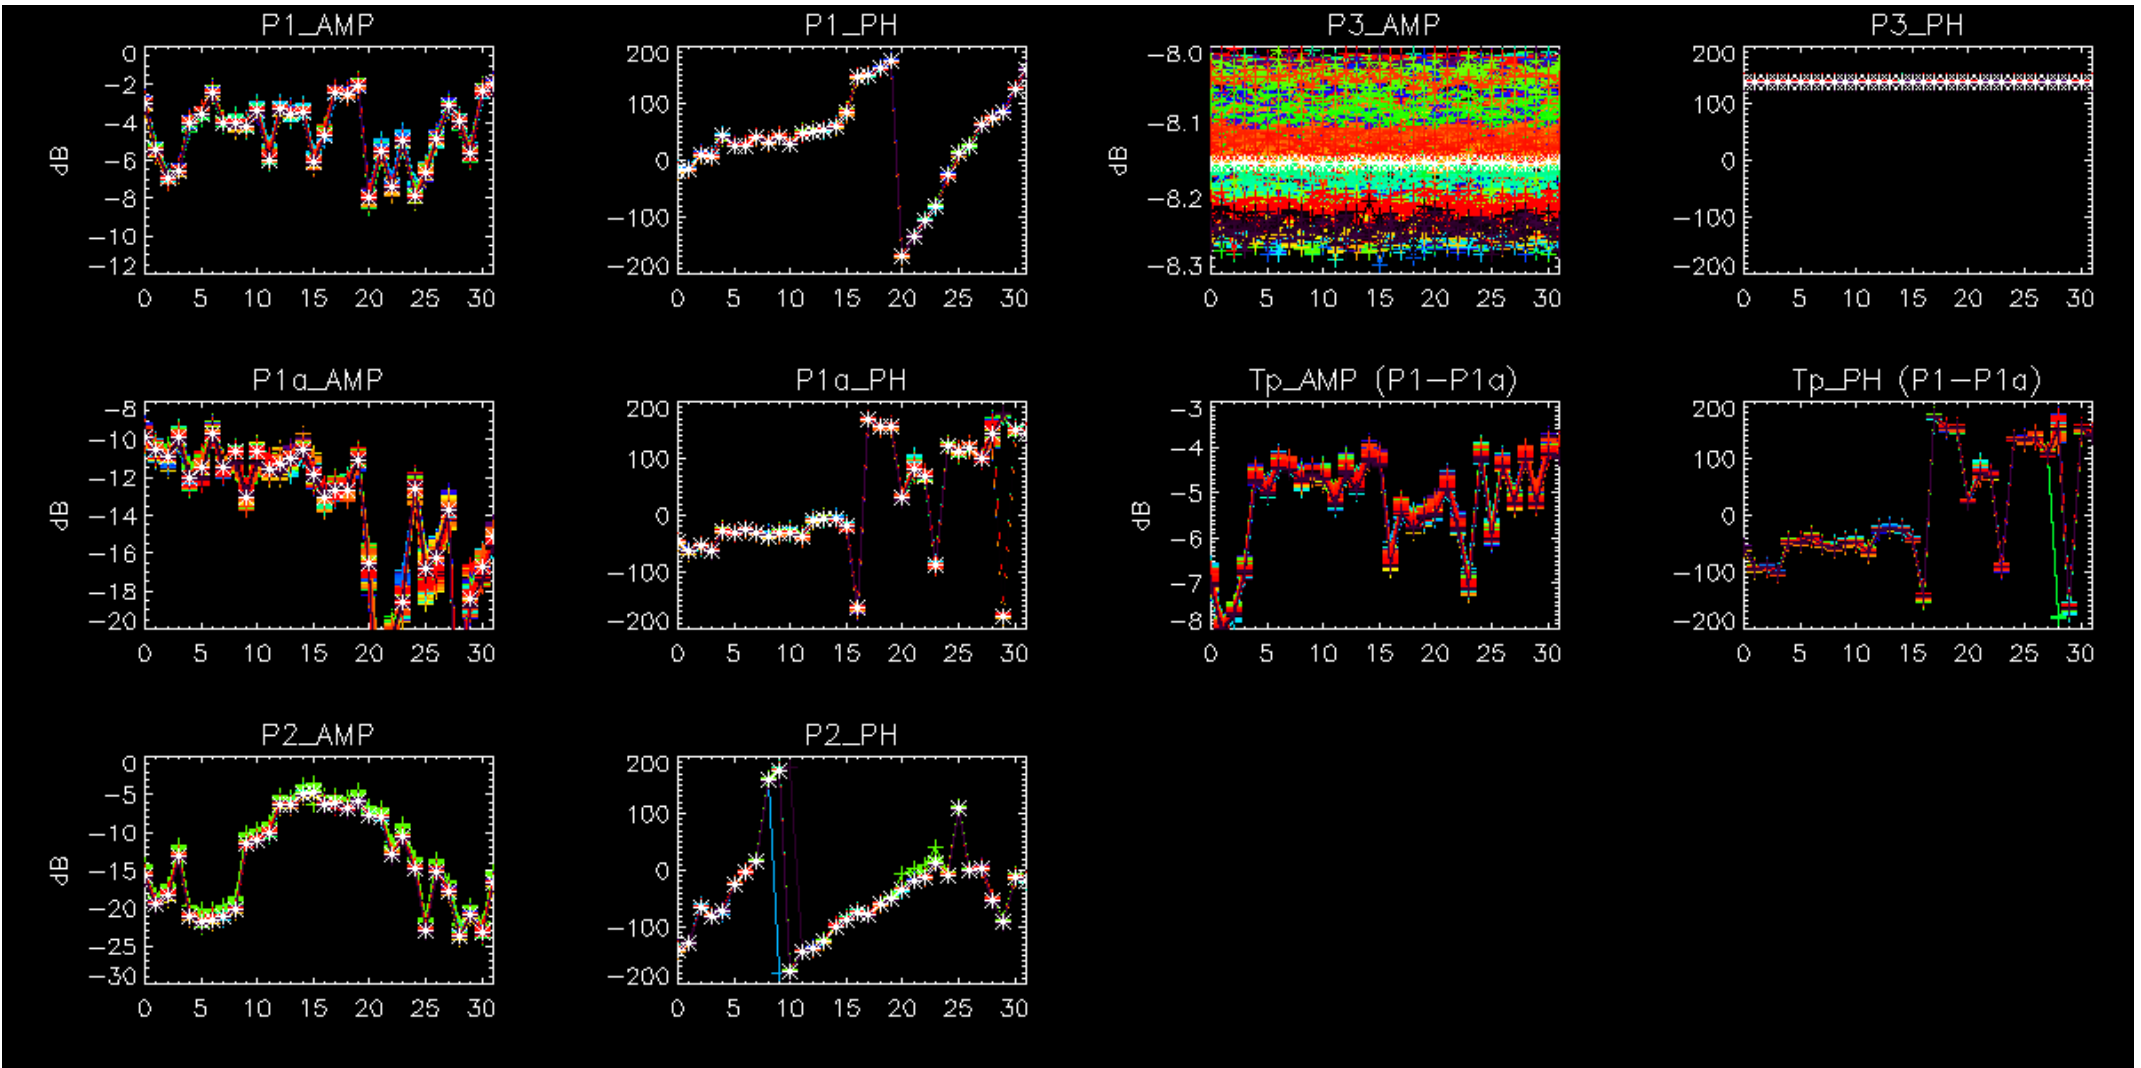 P1_AMP
P1_PH
P3_AMP
P3_PH
dB
0
−2
−4
−6
−8
−10
−12
0 5 10 15 20 25 30
200
100
0
−100
−200
0 5 10 15 20 25 30
dB
−8.0
−8.1
−8.2
−8.3
0 5 10 15 20 25 30
200
100
0
−100
−200
0 5 10 15 20 25 30
P1a_AMP
P1a_PH
Tp_AMP (P1−P1a)
Tp_PH (P1−P1a)
dB
−8
−10
−12
−14
−16
−18
−20
0 5 10 15 20 25 30
200
100
0
−100
−200
0 5 10 15 20 25 30
dB
−3
−4
−5
−6
−7
−8
0 5 10 15 20 25 30
200
100
0
−100
−200
0 5 10 15 20 25 30
P2_AMP
P2_PH
dB
0
−5
−10
−15
−20
−25
−30
0 5 10 15 20 25 30
200
100
0
−100
−200
0 5 10 15 20 25 30